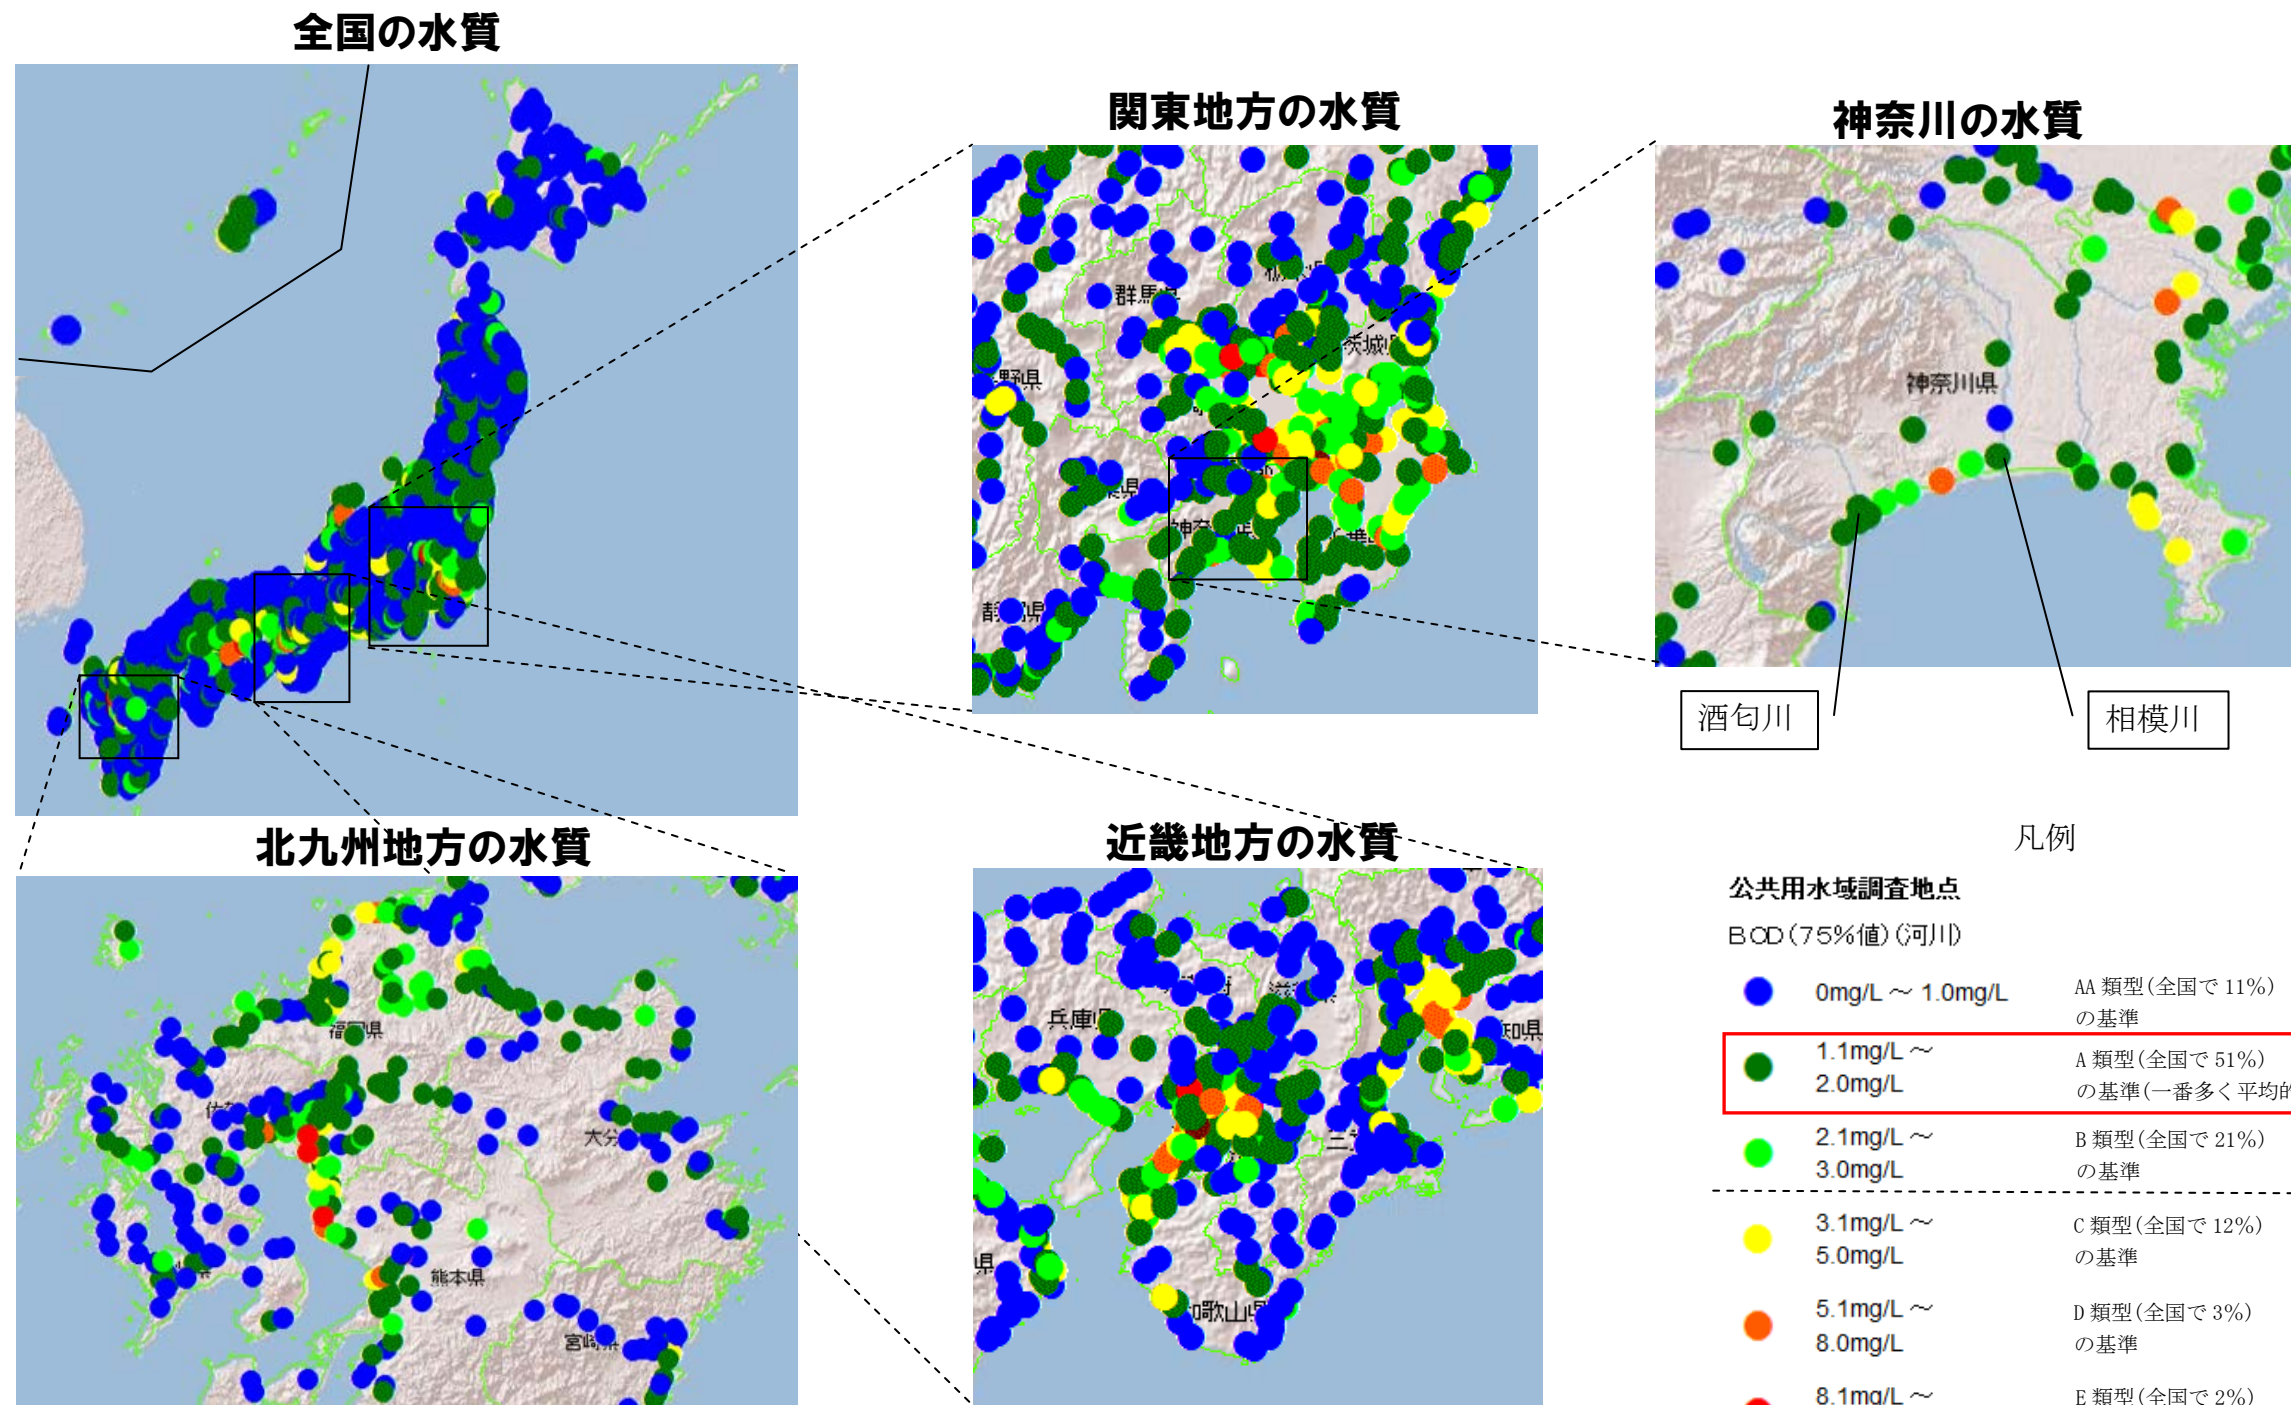 全国の水質
関東地方の水質
神奈川の水質
群馬県
茨城県
野県
神奈川県
酒匂川
相模川
北九州地方の水質
近畿地方の水質
福岡県
大分
熊本県
宮崎県
兵庫県
知県
県
和歌山県
凡例
公共用水域調査地点
BOD(75%値)(河川)
0mg/L ～ 1.0mg/L
AA 類型(全国で 11%)
の基準
1.1mg/L ～
2.0mg/L
A 類型(全国で 51%)
の基準(一番多く平均的
2.1mg/L ～
3.0mg/L
B 類型(全国で 21%)
の基準
3.1mg/L ～
5.0mg/L
C 類型(全国で 12%)
の基準
5.1mg/L ～
8.0mg/L
D 類型(全国で 3%)
の基準
8.1mg/L ～
E 類型(全国で 2%)